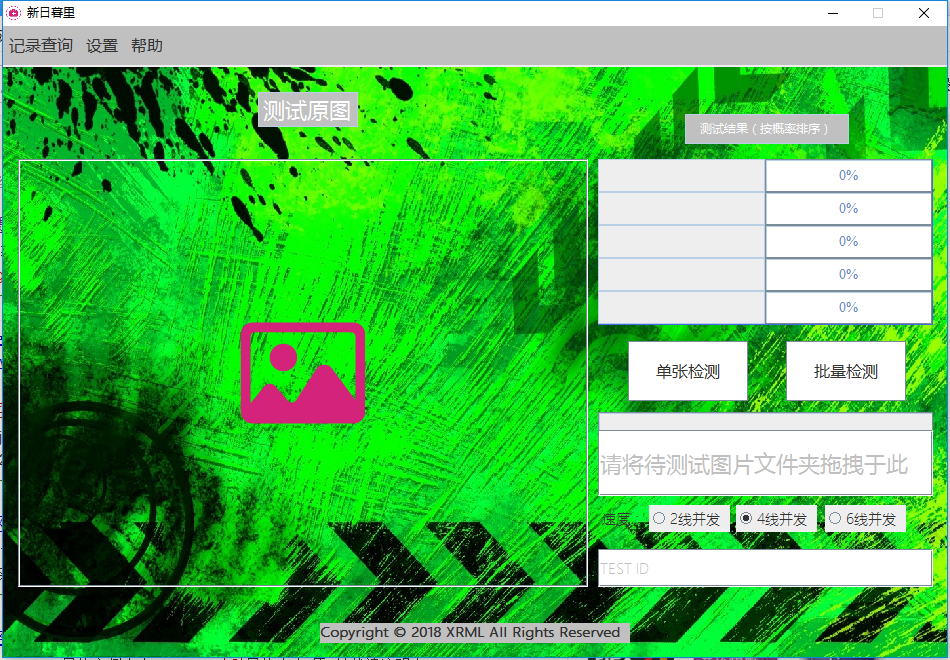 新日暮里
记录查询 设置 帮助
测试原图
测试结果（按概率排序）
0%
0%
0%
0%
0%
单张检测 批量检测
请将待测试图片文件夹拖拽于此
速度 2线并发 4线并发 6线并发
TEST ID
Copyright © 2018 XRML All Rights Reserved